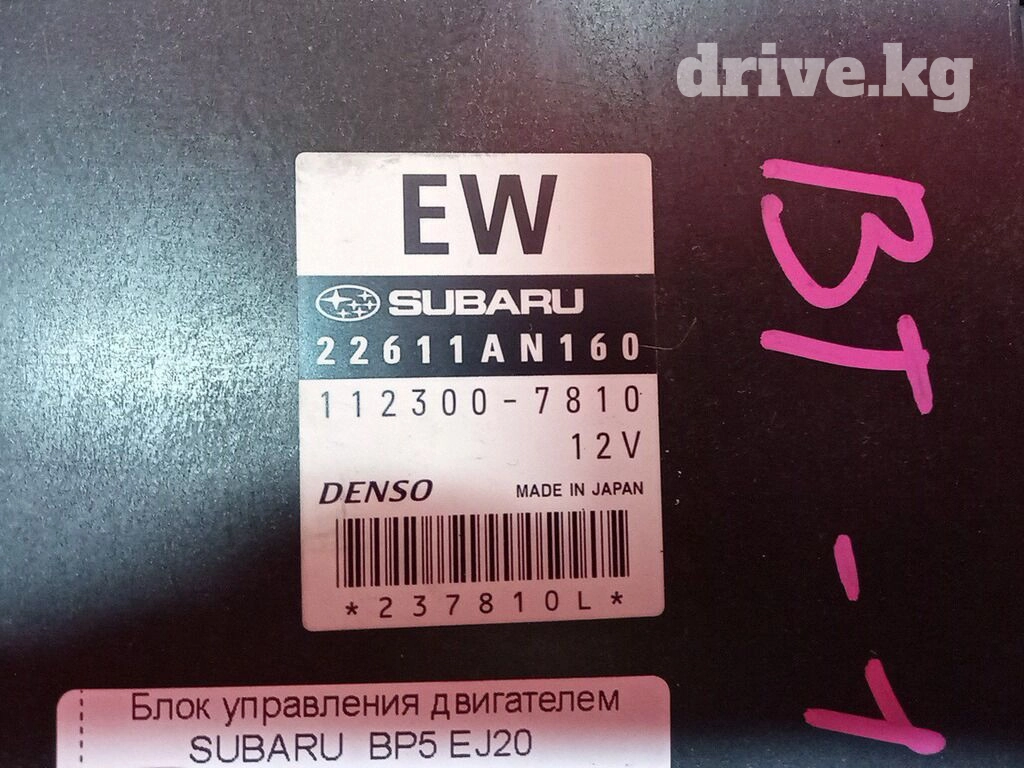 drive.kg
EW
SUBARU
22611AN160
112300-7810
12V
DENSO MADE IN JAPAN
*237810L*
BT-1
Блок управления двигателем
SUBARU BP5 EJ20